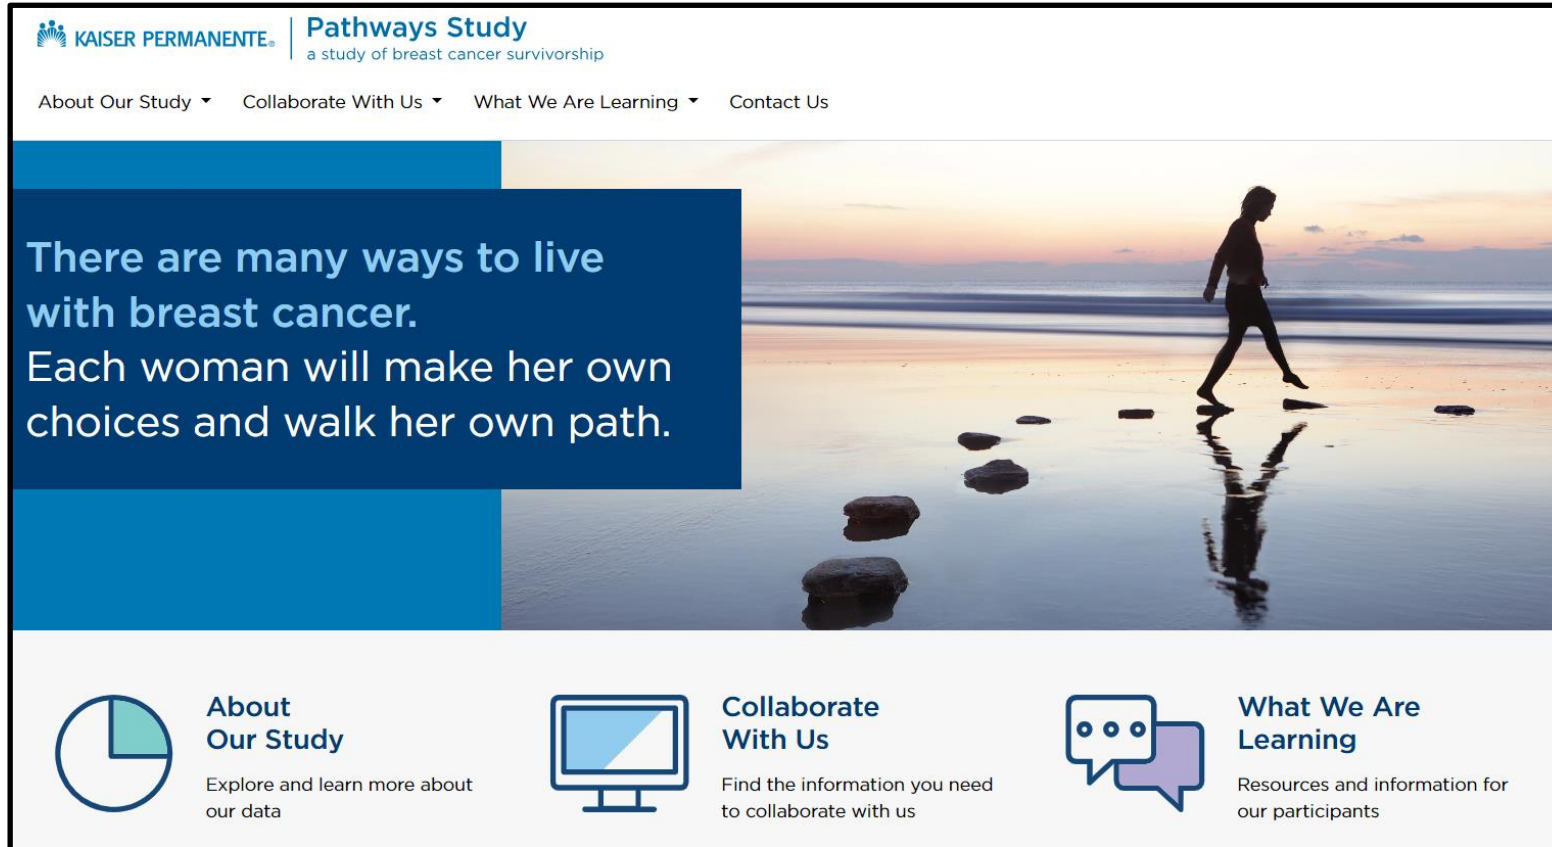 KAISER PERMANENTE®
Pathways Study
a study of breast cancer survivorship
About Our Study
Collaborate With Us
What We Are Learning
Contact Us
There are many ways to live
with breast cancer.
Each woman will make her own
choices and walk her own path.
About
Our Study
Explore and learn more about
our data
Collaborate
With Us
Find the information you need
to collaborate with us
What We Are
Learning
Resources and information for
our participants